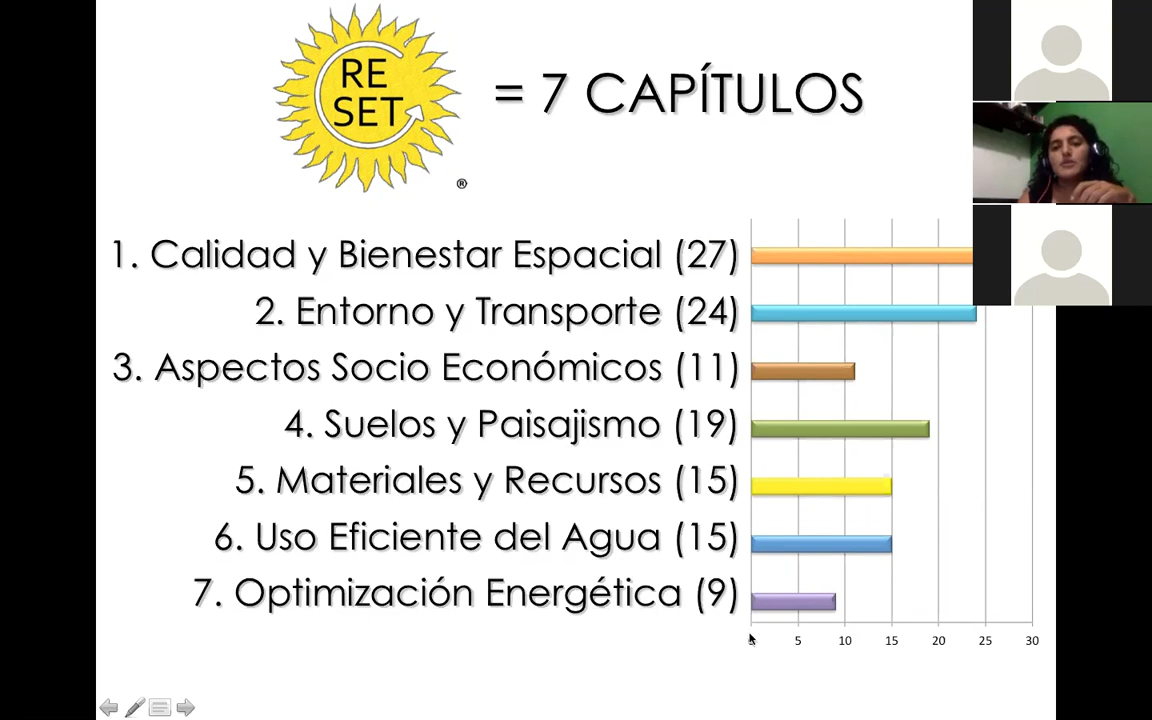 RE
SET
®
= 7 CAPÍTULOS
1. Calidad y Bienestar Espacial (27)
2. Entorno y Transporte (24)
3. Aspectos Socio Económicos (11)
4. Suelos y Paisajismo (19)
5. Materiales y Recursos (15)
6. Uso Eficiente del Agua (15)
7. Optimización Energética (9)
5 10 15 20 25 30